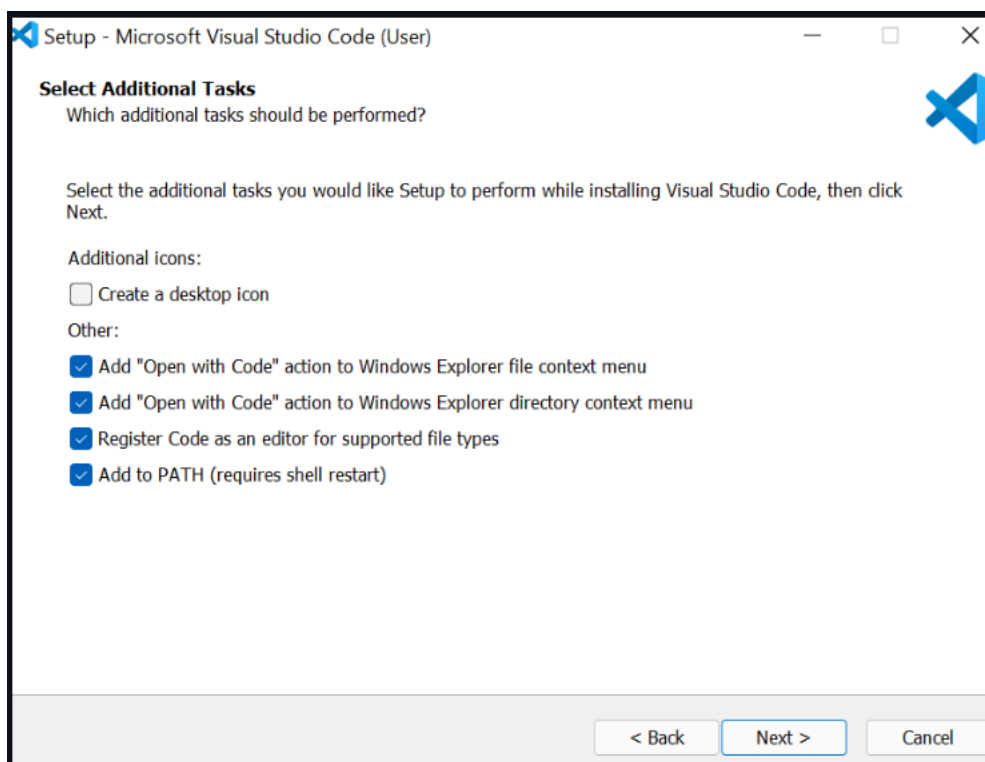 Setup - Microsoft Visual Studio Code (User)
Select Additional Tasks
Which additional tasks should be performed?
Select the additional tasks you would like Setup to perform while installing Visual Studio Code, then click
Next.
Additional icons:
Create a desktop icon
Other:
Add "Open with Code" action to Windows Explorer file context menu
Add "Open with Code" action to Windows Explorer directory context menu
Register Code as an editor for supported file types
Add to PATH (requires shell restart)
< Back Next > Cancel